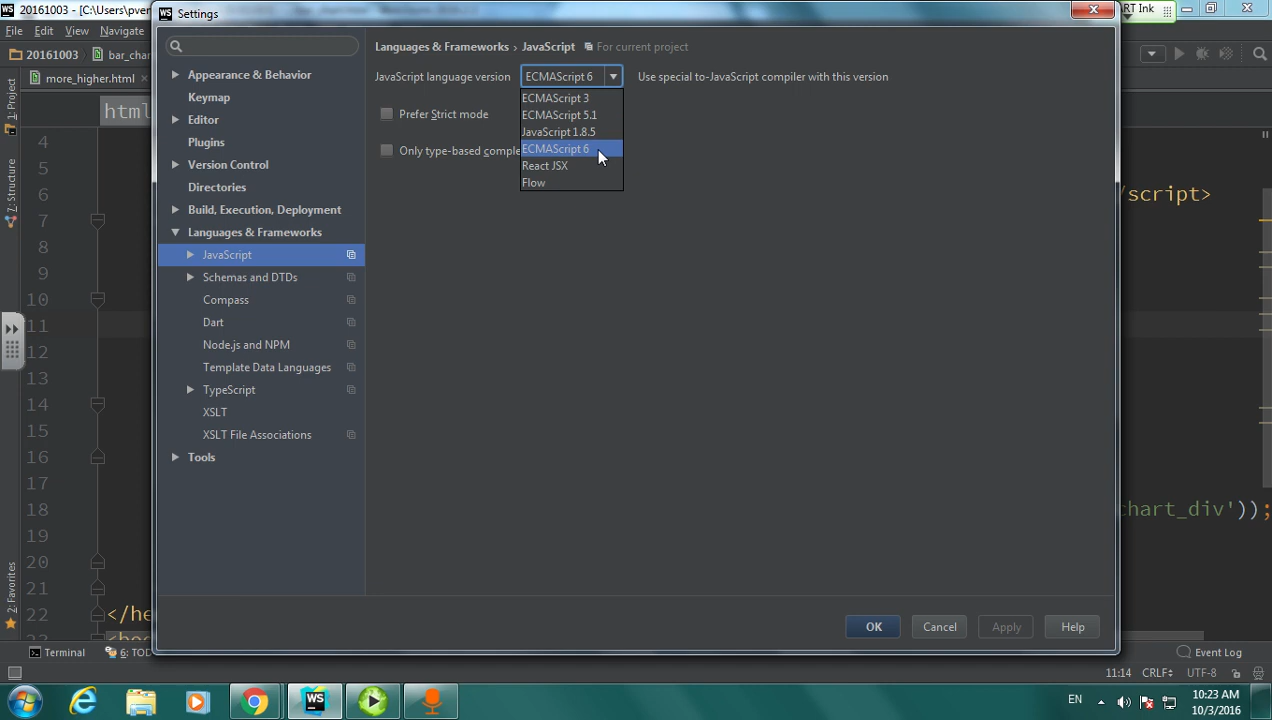 WS 20161003 - [C:\Users\pver
Settings
RT Ink
File Edit View Navigate
20161003 bar_cha
more_higher.html
html
1: Project
7: Structure
2: Favorites
Appearance & Behavior
Keymap
Editor
Plugins
Version Control
Directories
Build, Execution, Deployment
Languages & Frameworks
JavaScript
Schemas and DTDs
Compass
Dart
Node.js and NPM
Template Data Languages
TypeScript
XSLT
XSLT File Associations
Tools
Languages & Frameworks › JavaScript For current project
JavaScript language version ECMAScript 6 Use special to-JavaScript compiler with this version
Prefer Strict mode
Only type-based comple
ECMAScript 3
ECMAScript 5.1
JavaScript 1.8.5
ECMAScript 6
React JSX
Flow
OK Cancel Apply Help
4
5
6 /script>
7
8
9
10
11
12
13
14
15
16
17
18 chart_div'));
19
20
21
22 </he
23 <bod
Terminal 6: TOD Event Log
11:14 CRLF÷ UTF-8
WS
EN 10:23 AM
10/3/2016